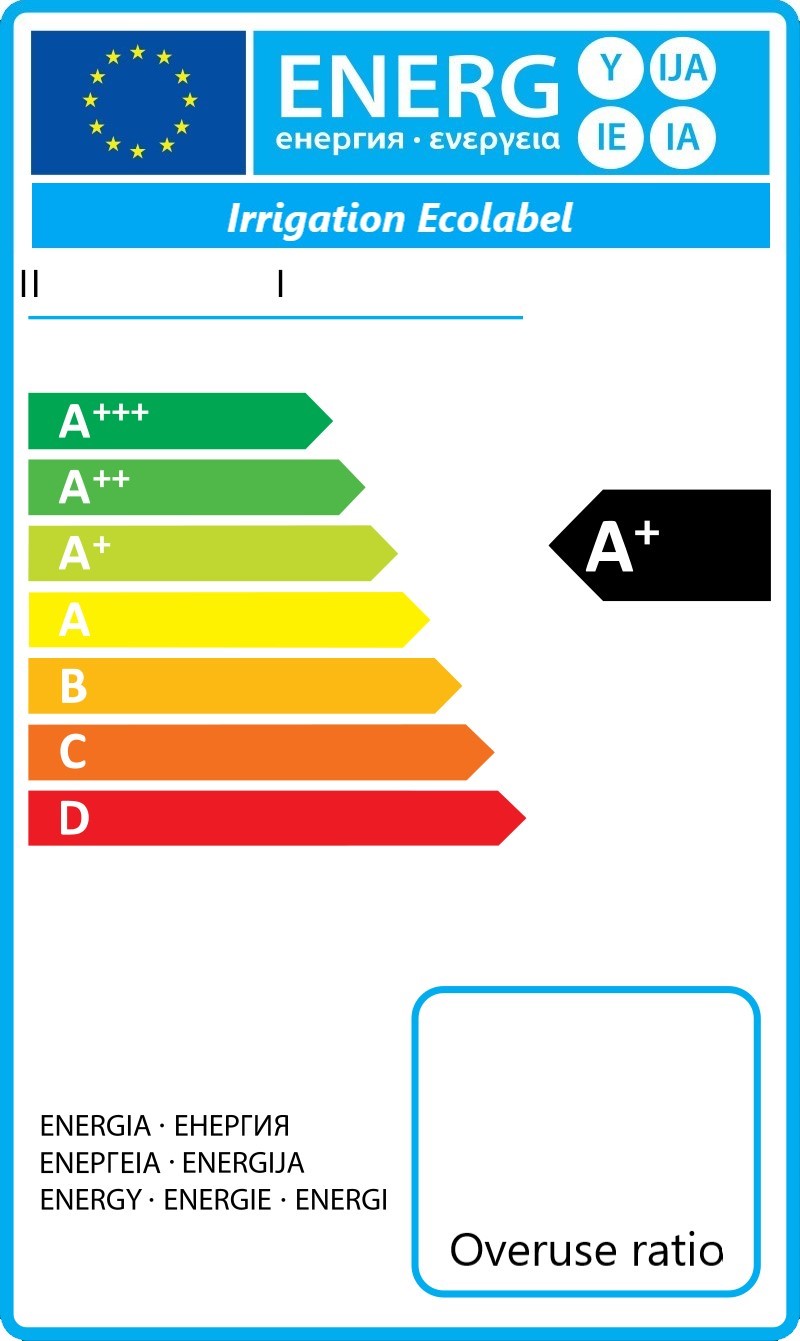 ENERG Y IJA
енергия · ενεργεια IE IA
Irrigation Ecolabel
II I
A+++
A++
A+
A+
A
B
C
D
ENERGIA · ЕНЕРГИЯ
ΕΝΕΡΓΕΙΑ · ENERGIJA
ENERGY · ENERGIE · ENERGI
Overuse ratio